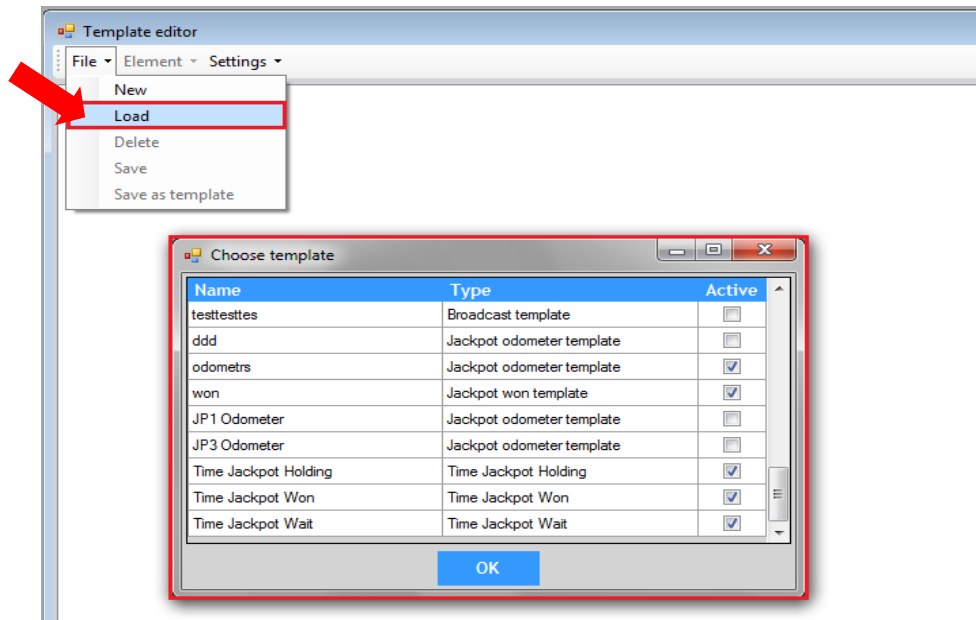 Template editor
File Element Settings
New
Load
Delete
Save
Save as template
Choose template
Name Type Active
testtesttes Broadcast template
ddd Jackpot odometer template
odometrs Jackpot odometer template
won Jackpot won template
JP1 Odometer Jackpot odometer template
JP3 Odometer Jackpot odometer template
Time Jackpot Holding Time Jackpot Holding
Time Jackpot Won Time Jackpot Won
Time Jackpot Wait Time Jackpot Wait
OK